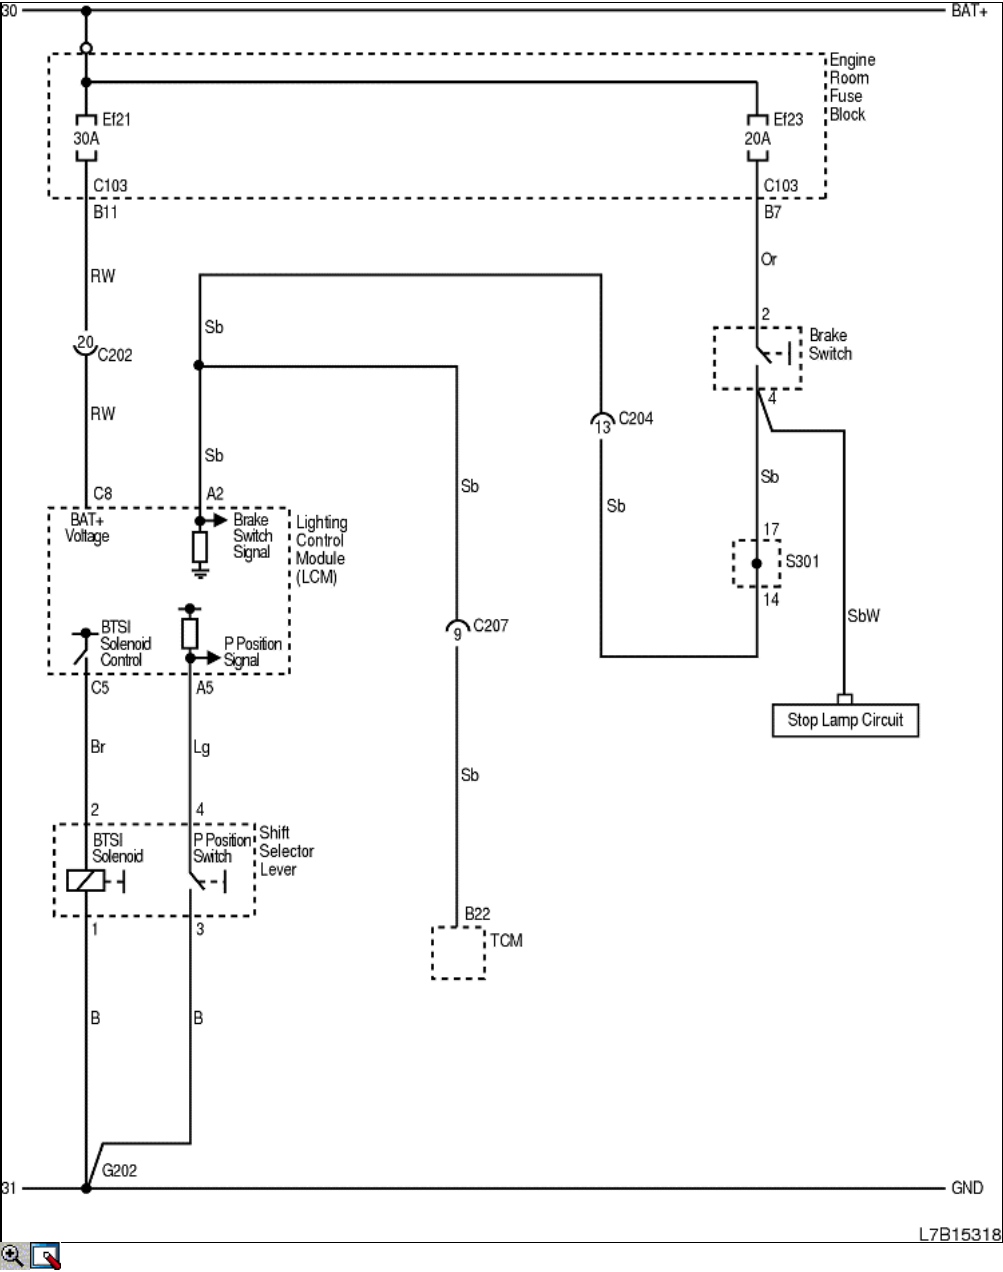 30
BAT+
Engine
Room
Fuse
Block
Ef21
30A
Ef23
20A
C103
C103
B11
B7
RW
Or
Sb
2
20
C202
Brake
Switch
RW
4
13
C204
Sb
Sb
Sb
Sb
C8
A2
BAT+
Voltage
Brake
Switch
Signal
Lighting
Control
Module
(LCM)
17
S301
14
SbW
9
C207
BTSI
Solenoid
Control
P Position
Signal
C5
A5
Stop Lamp Circuit
Br
Lg
Sb
2
4
BTSI
Solenoid
P Position
Switch
Shift
Selector
Lever
1
3
B22
TCM
B
B
G202
31
GND
L7B15318